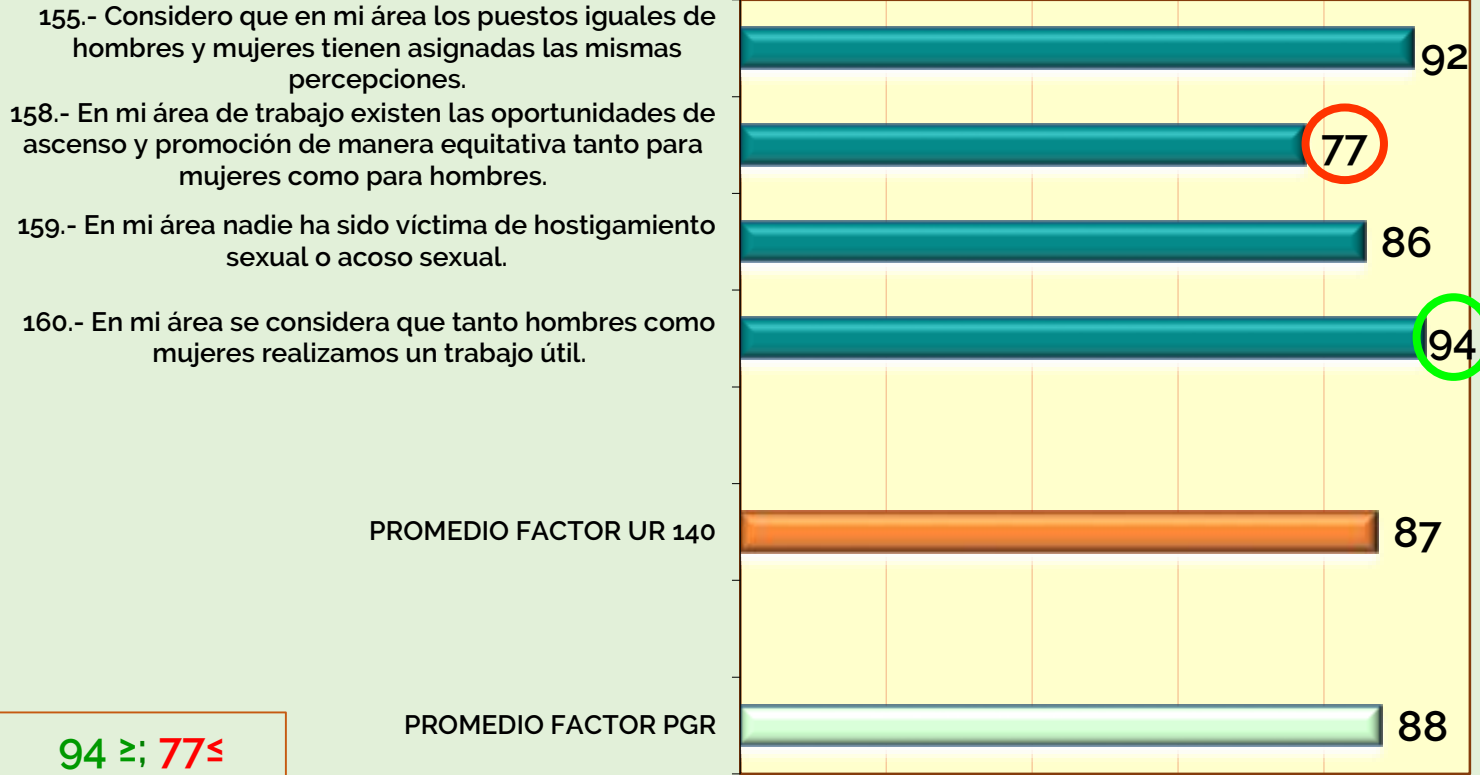 155.- Considero que en mi área los puestos iguales de
hombres y mujeres tienen asignadas las mismas
percepciones.
92
158.- En mi área de trabajo existen las oportunidades de
ascenso y promoción de manera equitativa tanto para
mujeres como para hombres.
77
159.- En mi área nadie ha sido víctima de hostigamiento
sexual o acoso sexual.
86
160.- En mi área se considera que tanto hombres como
mujeres realizamos un trabajo útil.
94
PROMEDIO FACTOR UR 140
87
PROMEDIO FACTOR PGR
88
94 ≥; 77≤